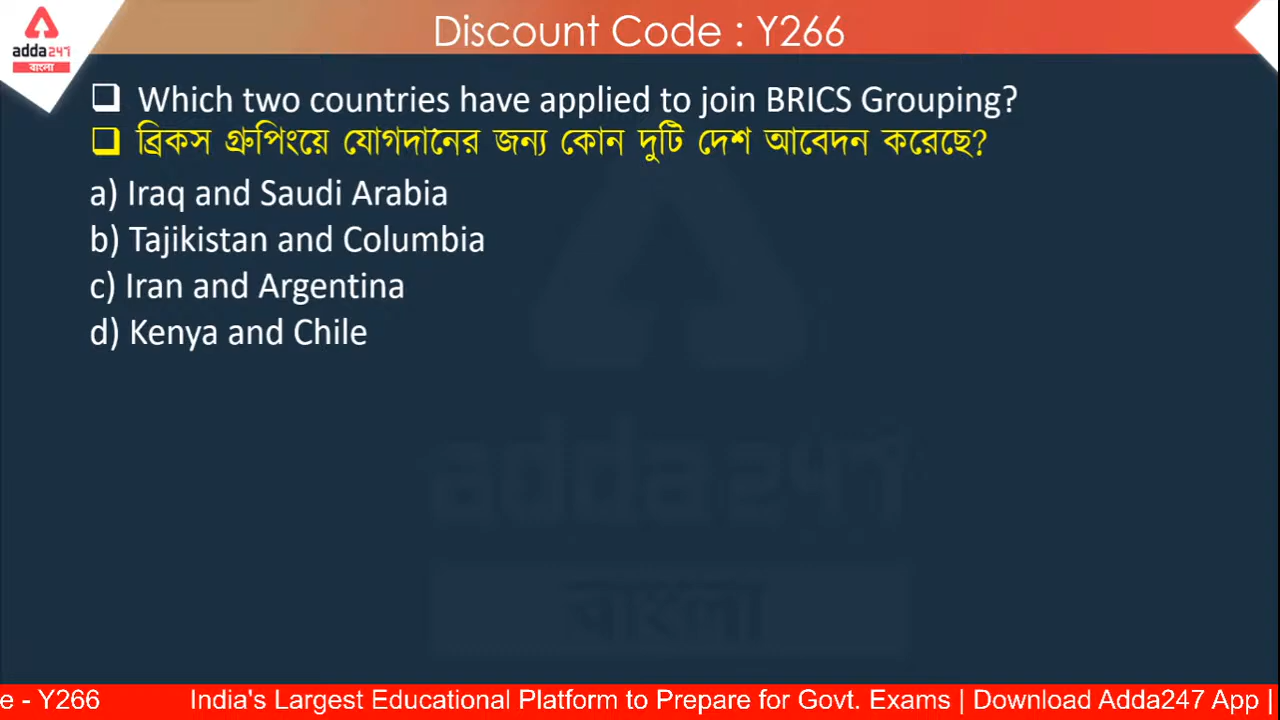 Discount Code : Y266
adda247
বাংলা
Which two countries have applied to join BRICS Grouping?
ব্রিকস গ্রুপিংয়ে যোগদানের জন্য কোন দুটি দেশ আবেদন করেছে?
a) Iraq and Saudi Arabia
b) Tajikistan and Columbia
c) Iran and Argentina
d) Kenya and Chile
adda247
বাংলা
e - Y266 India's Largest Educational Platform to Prepare for Govt. Exams | Download Adda247 App |